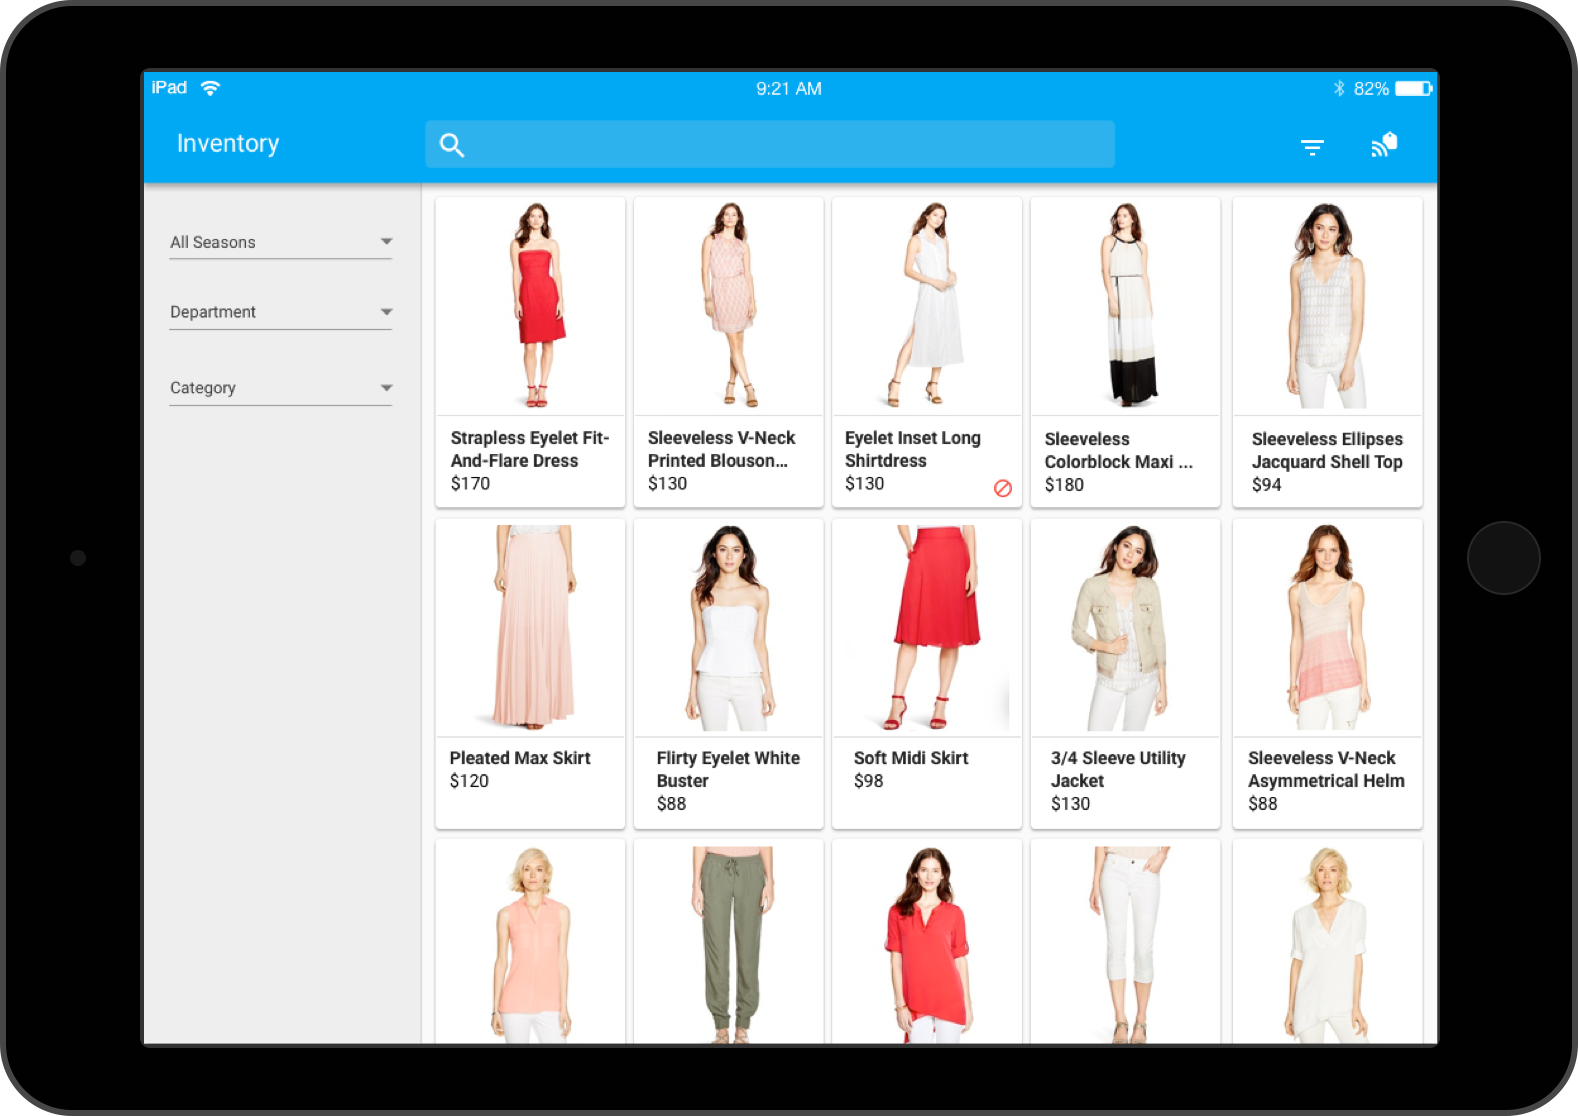 iPad
9:21 AM
82%
Inventory
All Seasons
Department
Category
Strapless Eyelet Fit-
And-Flare Dress
$170
Sleeveless V-Neck
Printed Blouson...
$130
Eyelet Inset Long
Shirtdress
$130
Sleeveless
Colorblock Maxi ...
$180
Sleeveless Ellipses
Jacquard Shell Top
$94
Pleated Max Skirt
$120
Flirty Eyelet White
Buster
$88
Soft Midi Skirt
$98
3/4 Sleeve Utility
Jacket
$130
Sleeveless V-Neck
Asymmetrical Helm
$88